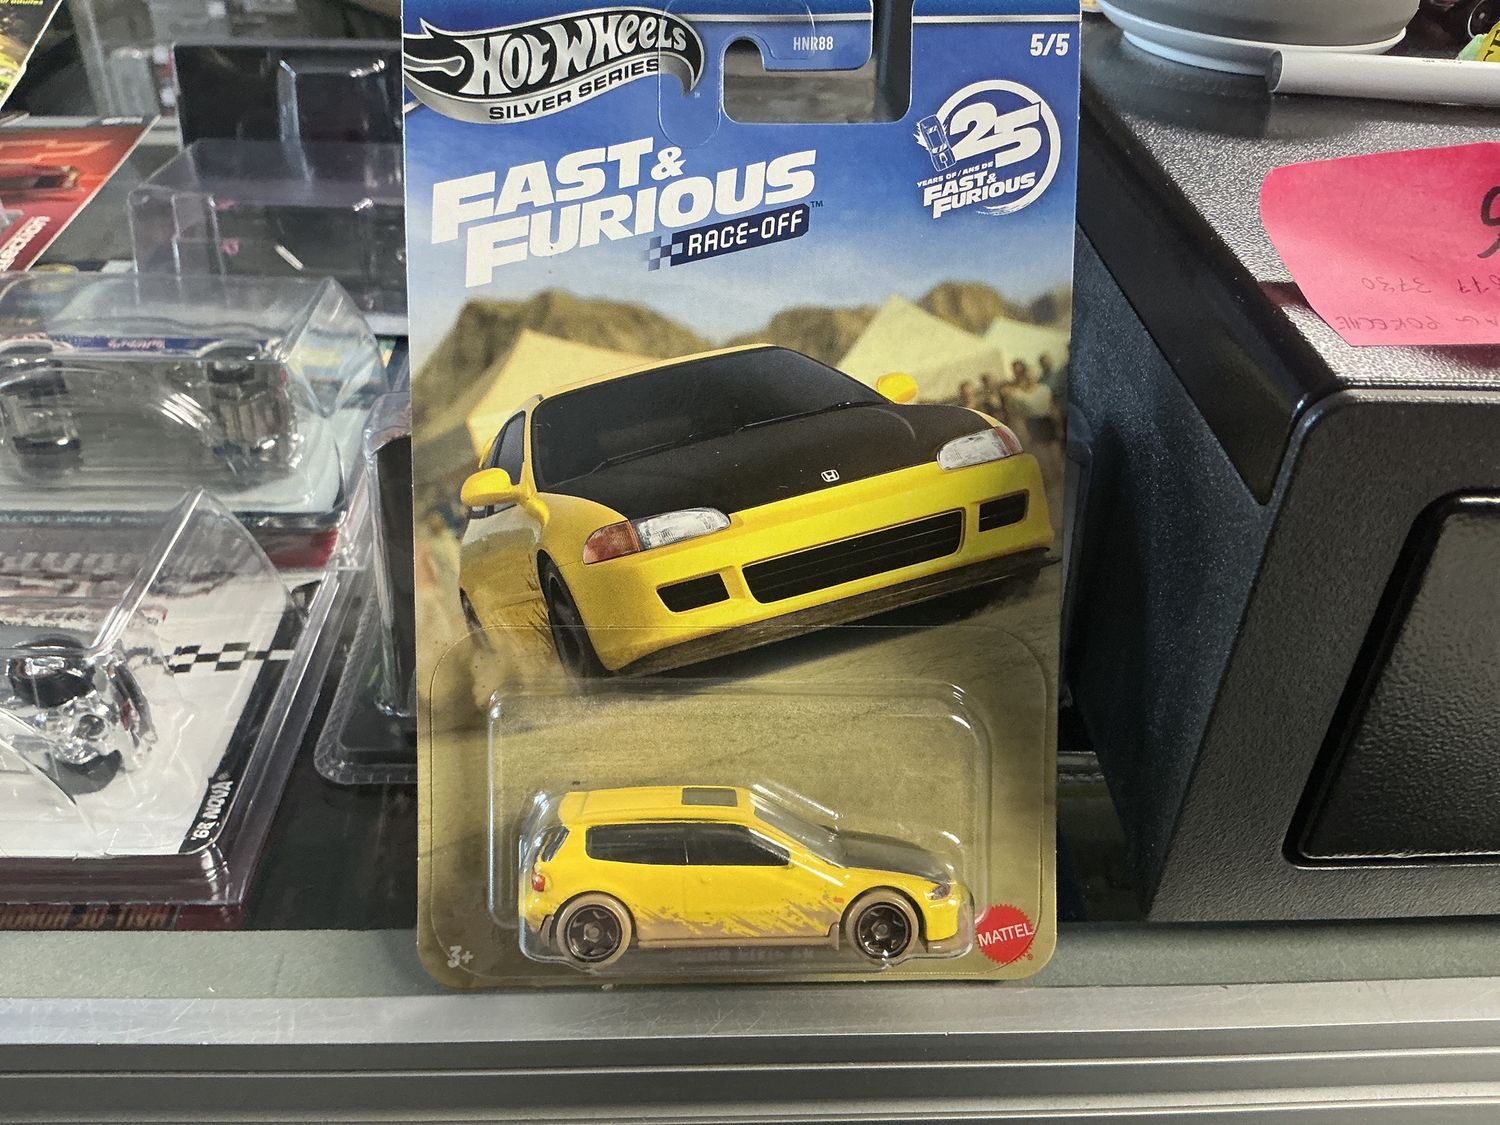 HOT WHEELS
SILVER SERIES
HNR88
5/5
FAST &
FURIOUS™
RACE-OFF
25
YEARS OF / ANS DE
FAST &
FURIOUS
3+
MATTEL
'68 NOVA